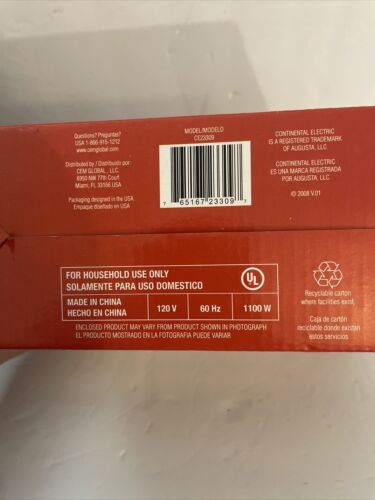 Questions? Preguntas?
USA 1-866-915-1212
www.cemglobal.com
Distributed by / Distribuido por:
CEM GLOBAL, LLC.
6950 NW 77th Court
Miami, FL 33166 USA
Packaging designed in the USA.
Empaque diseñado en USA
MODEL/MODELO
CE23309
7 65167 23309 7
CONTINENTAL ELECTRIC
IS A REGISTERED TRADEMARK
OF AUGUSTA, LLC
CONTINENTAL ELECTRIC
ES UNA MARCA REGISTRADA
POR AUGUSTA, LLC
© 2008 V.01
FOR HOUSEHOLD USE ONLY
SOLAMENTE PARA USO DOMESTICO
UL
MADE IN CHINA
HECHO EN CHINA
120 V
60 Hz
1100 W
ENCLOSED PRODUCT MAY VARY FROM PRODUCT SHOWN IN PHOTOGRAPH
EL PRODUCTO MOSTRADO EN LA FOTOGRAFIA PUEDE VARIAR
Recyclable carton
where facilities exist,
Caja de carton
reciclable donde existan
estos servicios